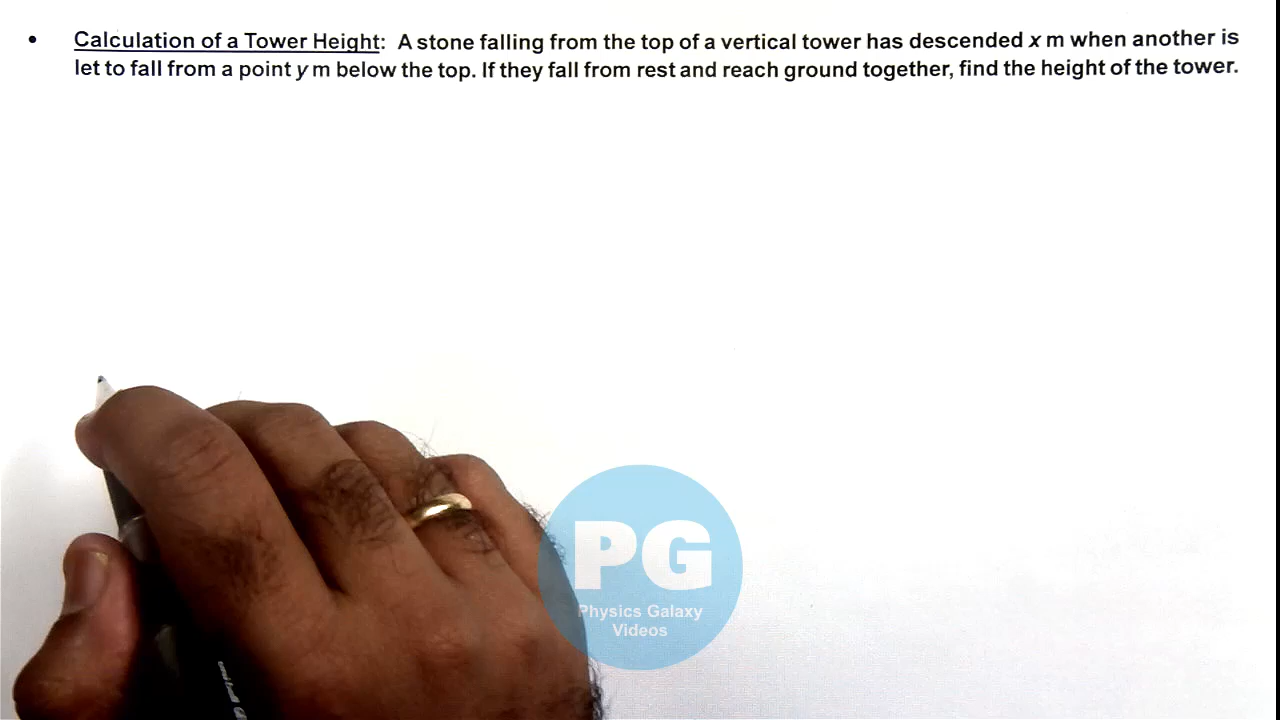 • Calculation of a Tower Height: A stone falling from the top of a vertical tower has descended x m when another is
let to fall from a point y m below the top. If they fall from rest and reach ground together, find the height of the tower.
PG
Physics Galaxy
Videos